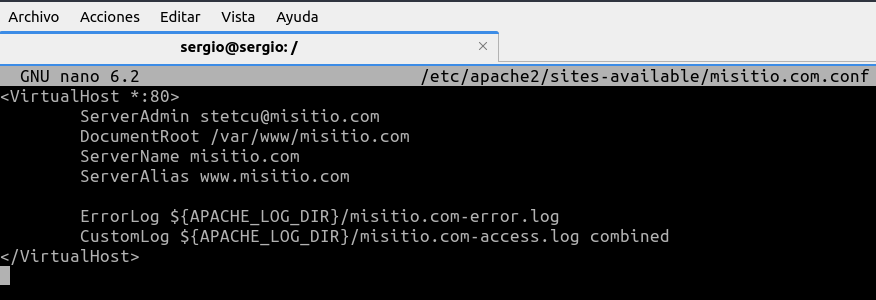 Archivo Acciones Editar Vista Ayuda
sergio@sergio: / ×
GNU nano 6.2 /etc/apache2/sites-available/misitio.com.conf
<VirtualHost *:80>
ServerAdmin stetcu@misitio.com
DocumentRoot /var/www/misitio.com
ServerName misitio.com
ServerAlias www.misitio.com
ErrorLog ${APACHE_LOG_DIR}/misitio.com-error.log
CustomLog ${APACHE_LOG_DIR}/misitio.com-access.log combined
</VirtualHost>